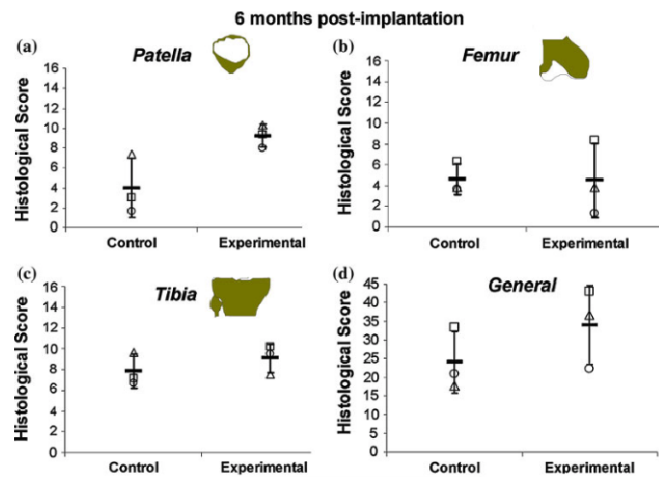 6 months post-implantation
(a)
Patella
Histological Score
16
14
12
10
8
6
4
2
0
Control
Experimental
(b)
Femur
Histological Score
16
14
12
10
8
6
4
2
0
Control
Experimental
(c)
Tibia
Histological Score
16
14
12
10
8
6
4
2
0
Control
Experimental
(d)
General
Histological Score
45
40
35
30
25
20
15
10
5
0
Control
Experimental